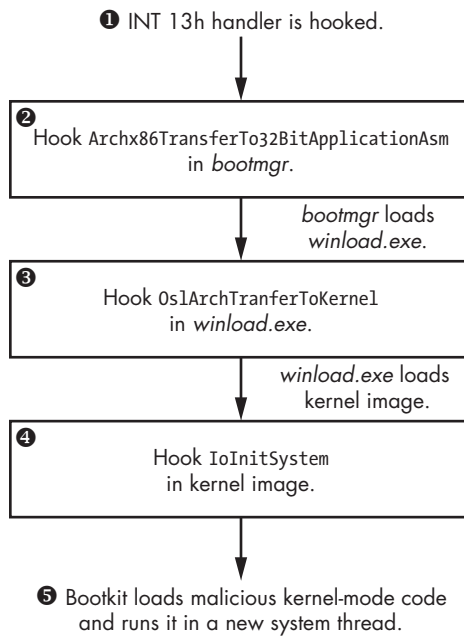 ❶ INT 13h handler is hooked.
❷
Hook Archx86TransferTo32BitApplicationAsm
in bootmgr.
bootmgr loads
winload.exe.
❸
Hook OslArchTranferToKernel
in winload.exe.
winload.exe loads
kernel image.
❹
Hook IoInitSystem
in kernel image.
❺ Bootkit loads malicious kernel-mode code
and runs it in a new system thread.